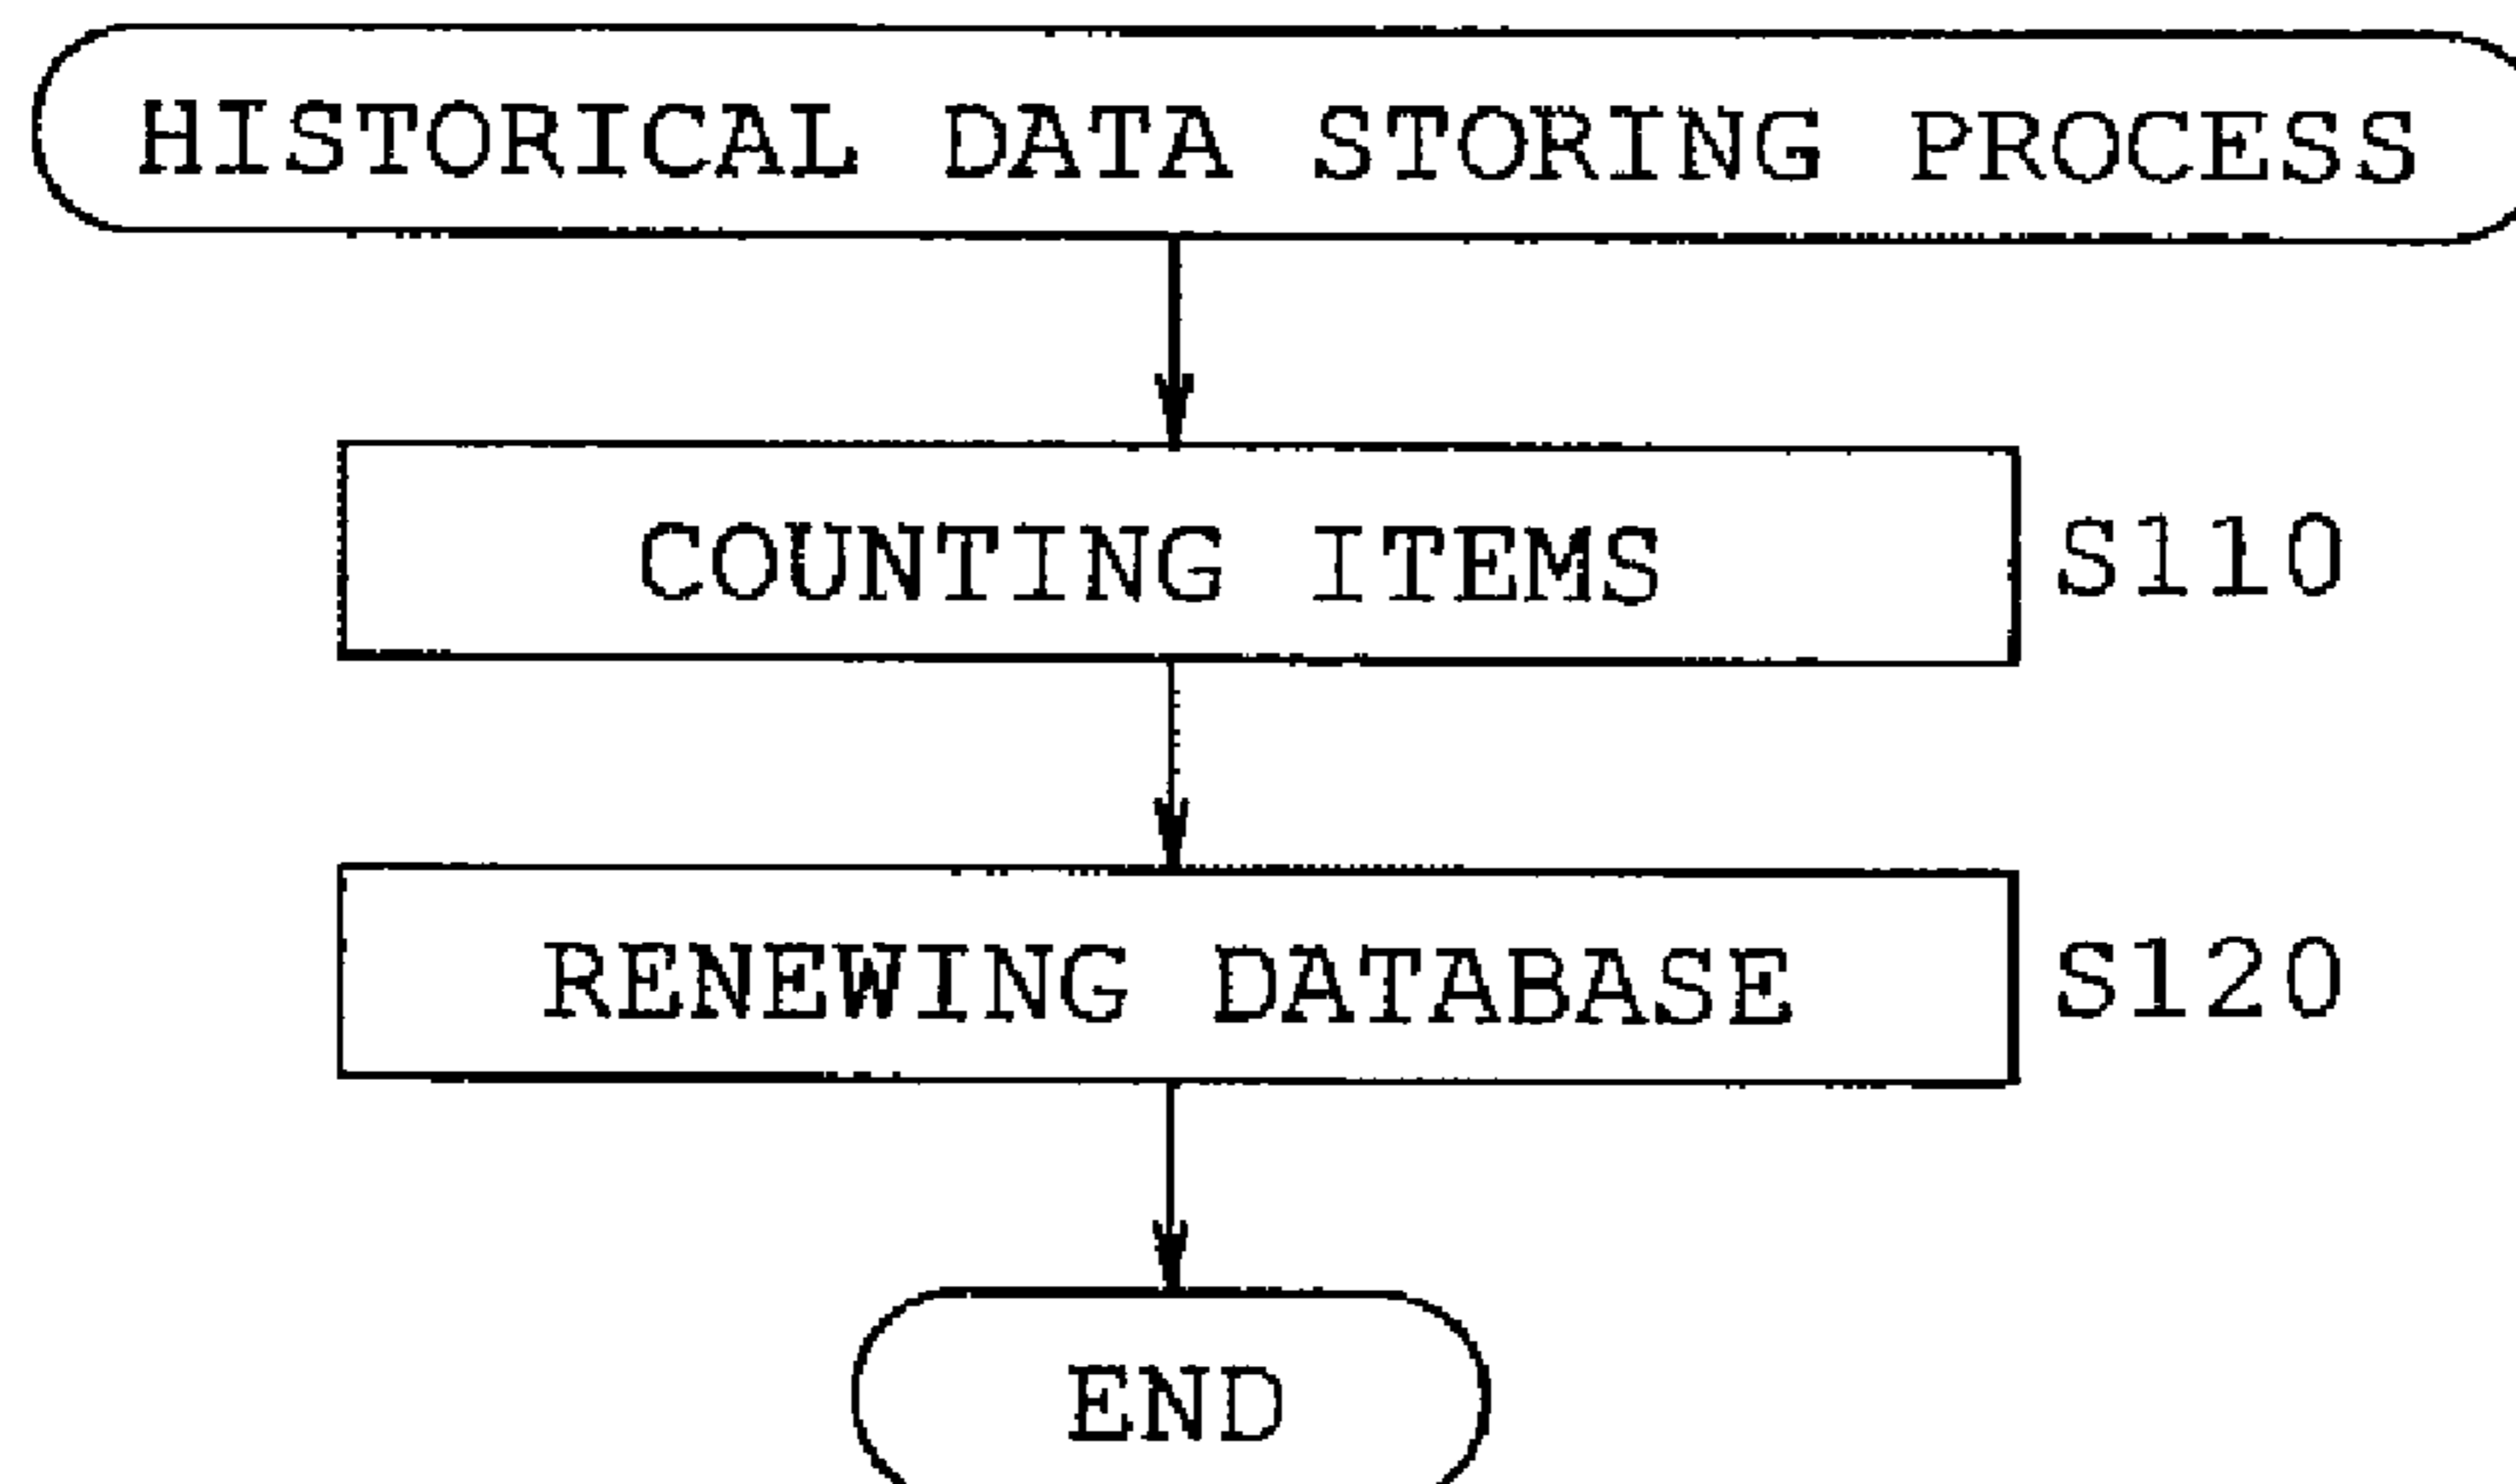 HISTORICAL DATA STORING PROCESS
COUNTING ITEMS S110
RENEWING DATABASE S120
END